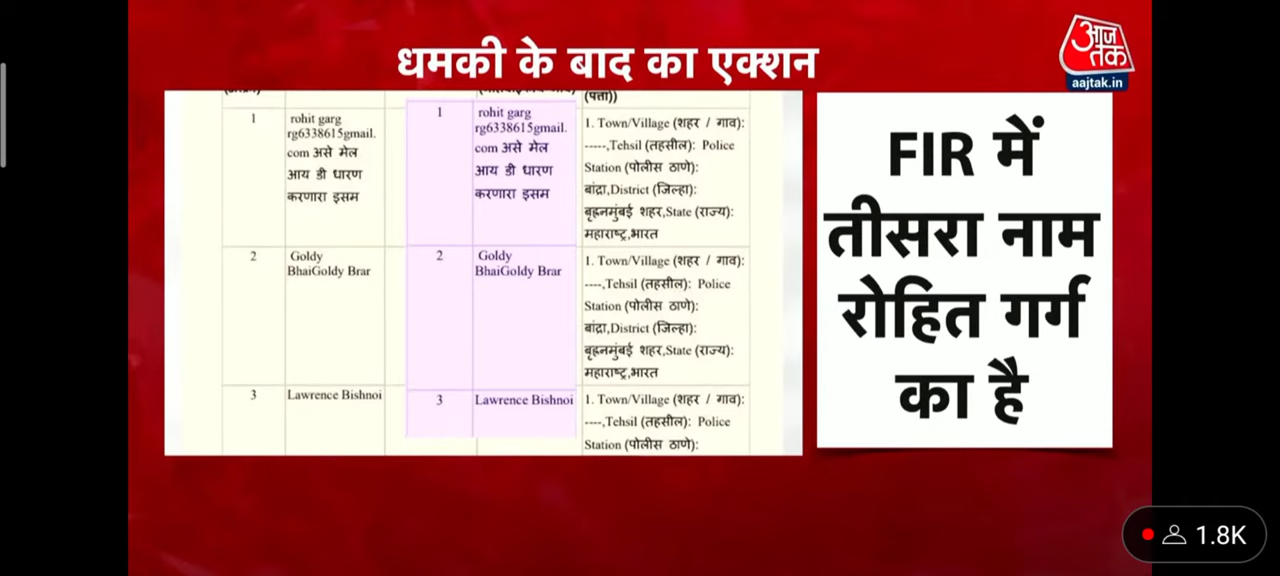 धमकी के बाद का एक्शन
आज
तक
aajtak.in
(पत्ता))
1
rohit garg
rg6338615gmail.
com असे मेल
आय डी धारण
करणारा इसम
1
rohit garg
rg6338615gmail.
com असे मेल
आय डी धारण
करणारा इसम
1. Town/Village (शहर / गाव):
-----,Tehsil (तहसील): Police
Station (पोलीस ठाणे):
बांद्रा,District (जिल्हा):
बृहनमुंबई शहर,State (राज्य):
महाराष्ट्र,भारत
2
Goldy
BhaiGoldy Brar
2
Goldy
BhaiGoldy Brar
1. Town/Village (शहर / गाव):
----,Tehsil (तहसील): Police
Station (पोलीस ठाणे):
बांद्रा,District (जिल्हा):
बृहनमुंबई शहर,State (राज्य):
महाराष्ट्र,भारत
3
Lawrence Bishnoi
3
Lawrence Bishnoi
1. Town/Village (शहर / गाव):
----,Tehsil (तहसील): Police
Station (पोलीस ठाणे):
FIR में
तीसरा नाम
रोहित गर्ग
का है
1.8K